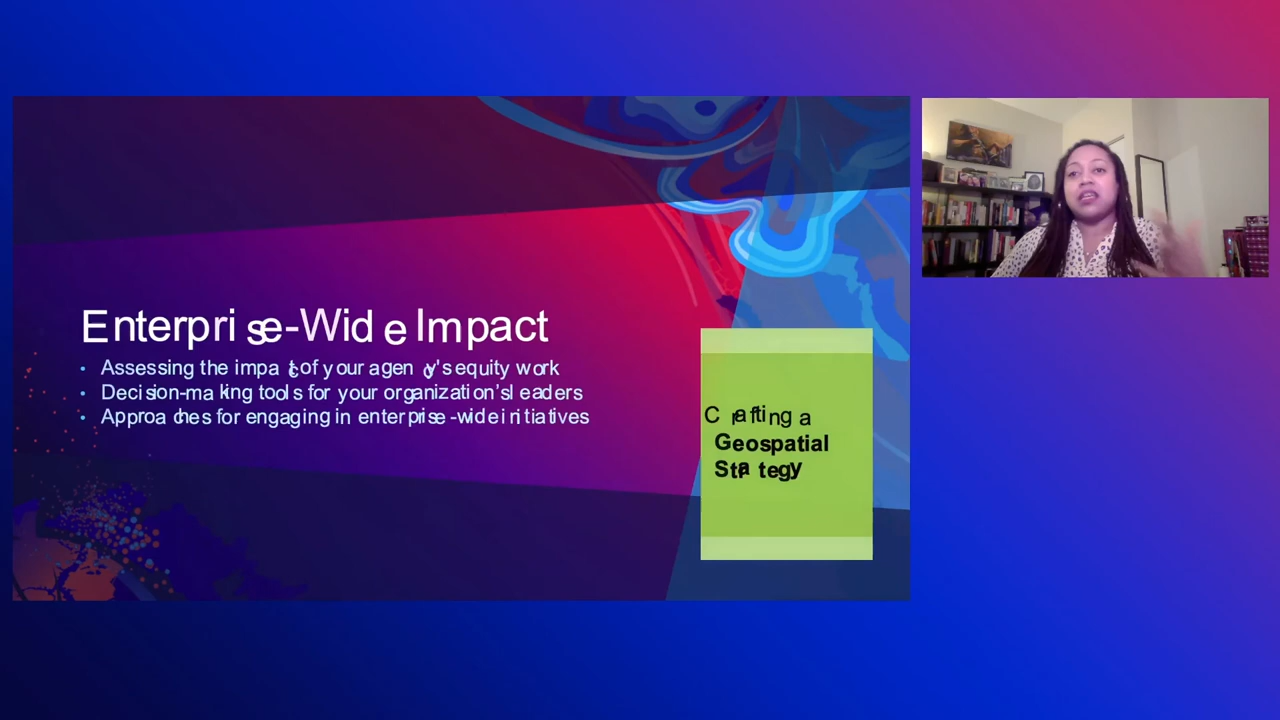 Enterprise-Wide Impact
• Assessing the impact of your agency's equity work
• Decision-making tools for your organization's leaders
• Approaches for engaging in enterprise-wide initiatives
Crafting a
Geospatial
Strategy